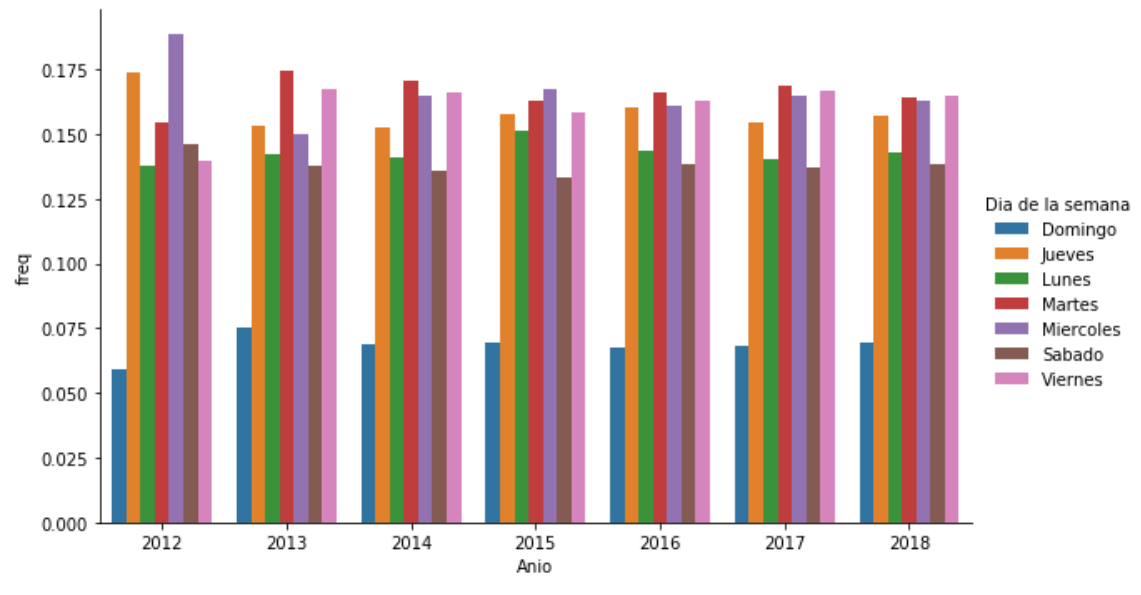 0.175
0.150
0.125
0.100
0.075
0.050
0.025
0.000
freq
2012 2013 2014 2015 2016 2017 2018
Anio
Dia de la semana
Domingo
Jueves
Lunes
Martes
Miercoles
Sabado
Viernes